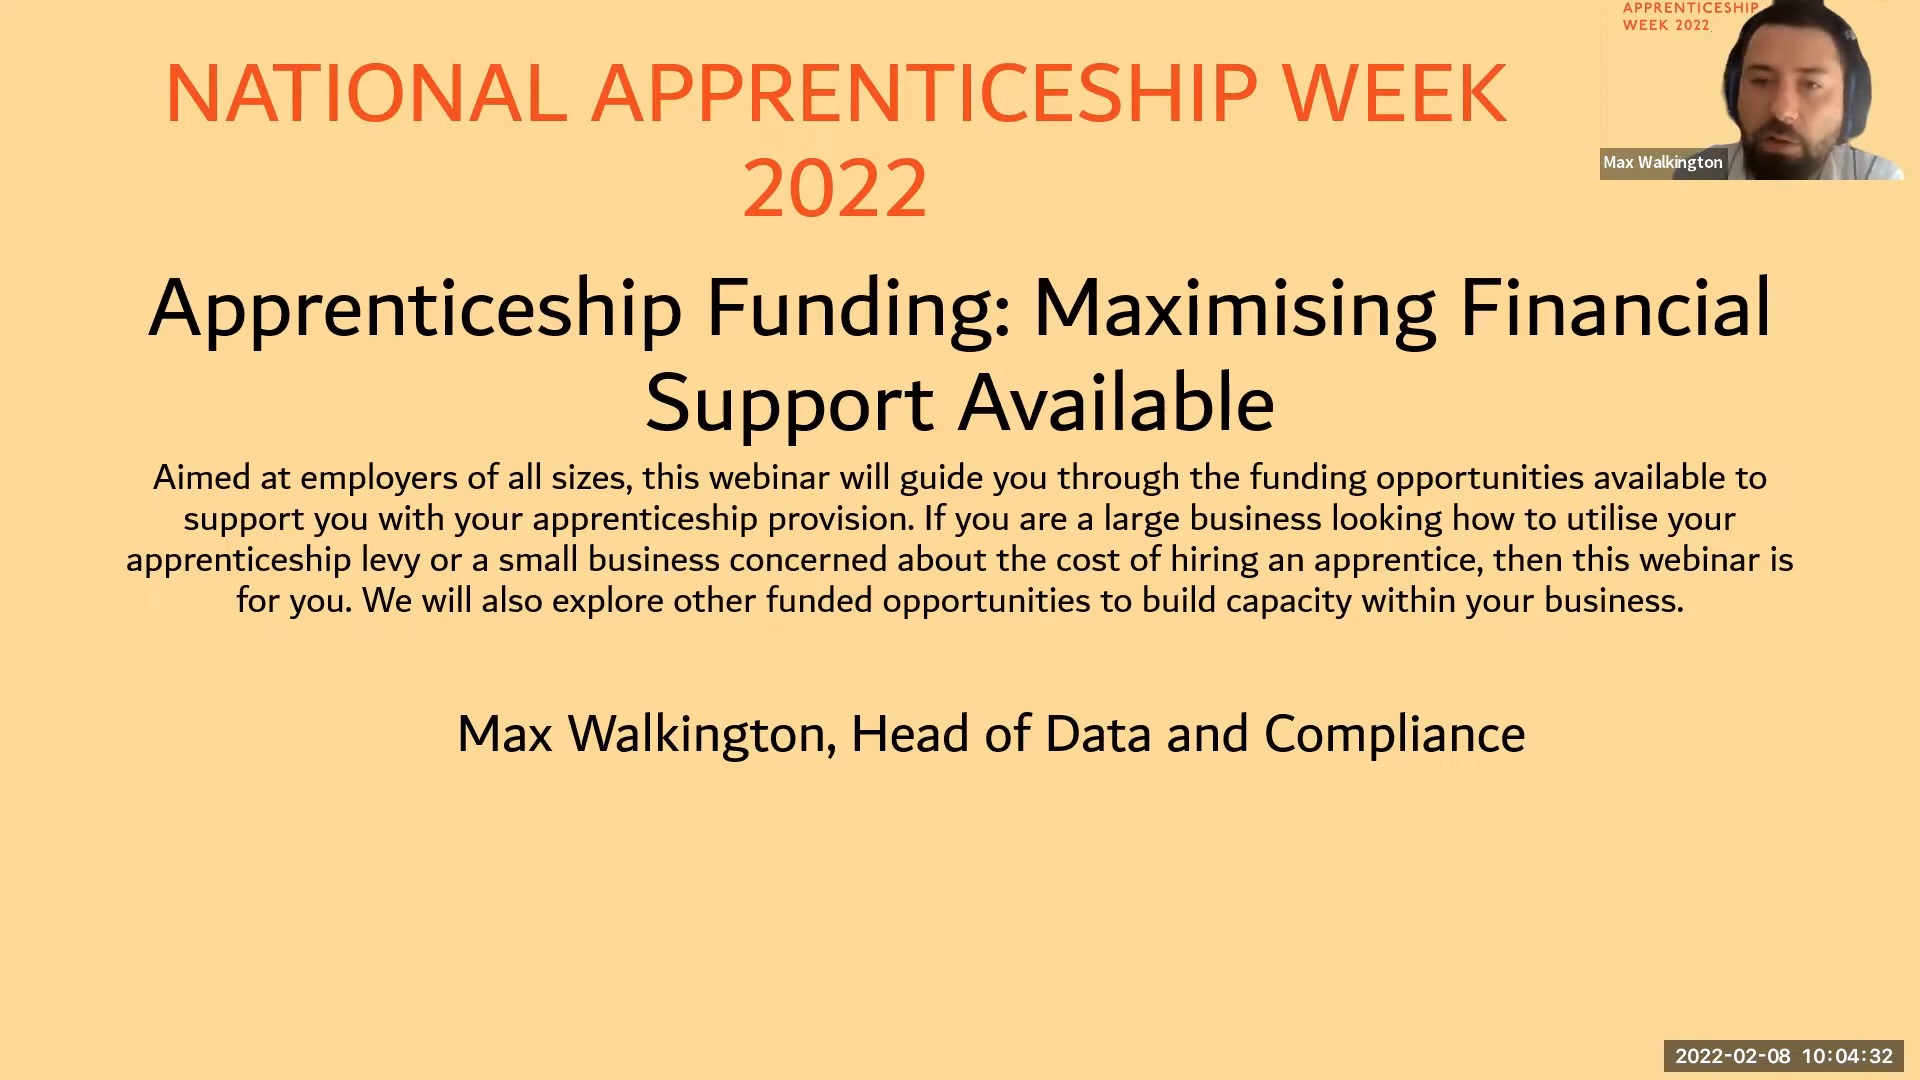 APPRENTICESHIP
WEEK 2022
NATIONAL APPRENTICESHIP WEEK
2022
Max Walkington
Apprenticeship Funding: Maximising Financial
Support Available
Aimed at employers of all sizes, this webinar will guide you through the funding opportunities available to
support you with your apprenticeship provision. If you are a large business looking how to utilise your
apprenticeship levy or a small business concerned about the cost of hiring an apprentice, then this webinar is
for you. We will also explore other funded opportunities to build capacity within your business.
Max Walkington, Head of Data and Compliance
2022-02-08 10:04:32